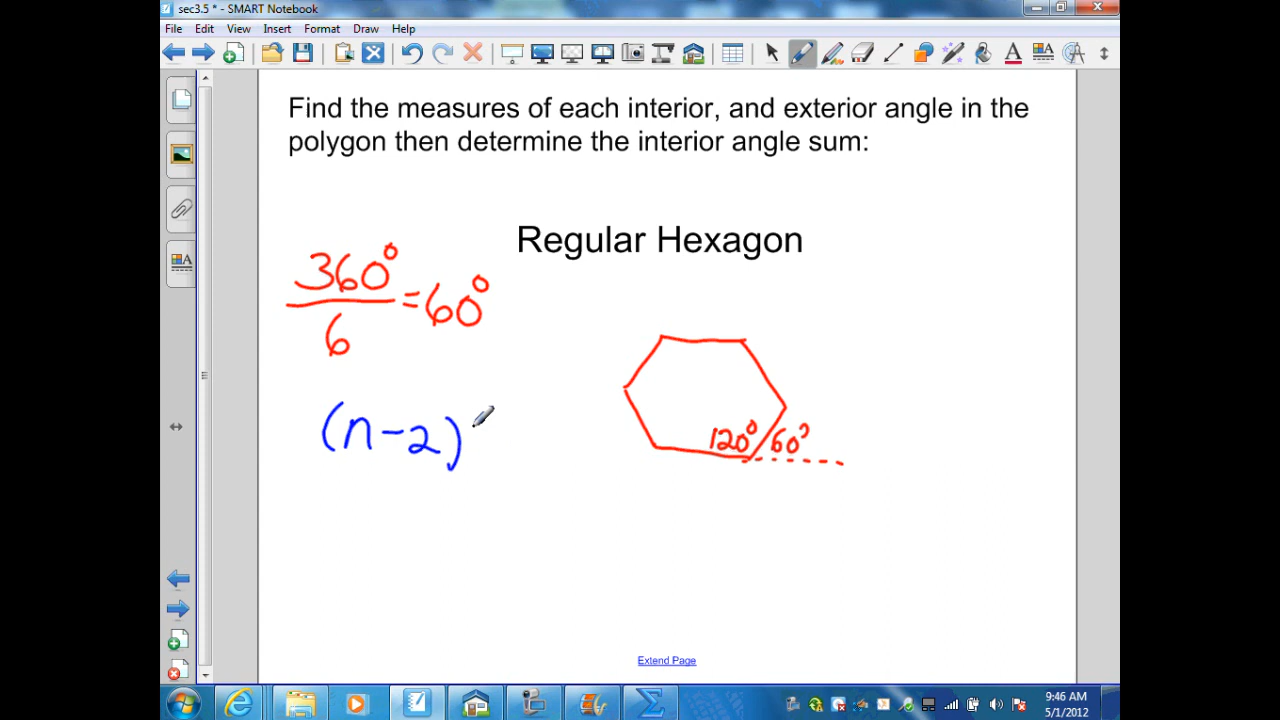 sec3.5 * - SMART Notebook
File Edit View Insert Format Draw Help
Find the measures of each interior, and exterior angle in the
polygon then determine the interior angle sum:
Regular Hexagon
360°
6
=60°
(n-2)
120° 60°
Extend Page
9:46 AM
5/1/2012